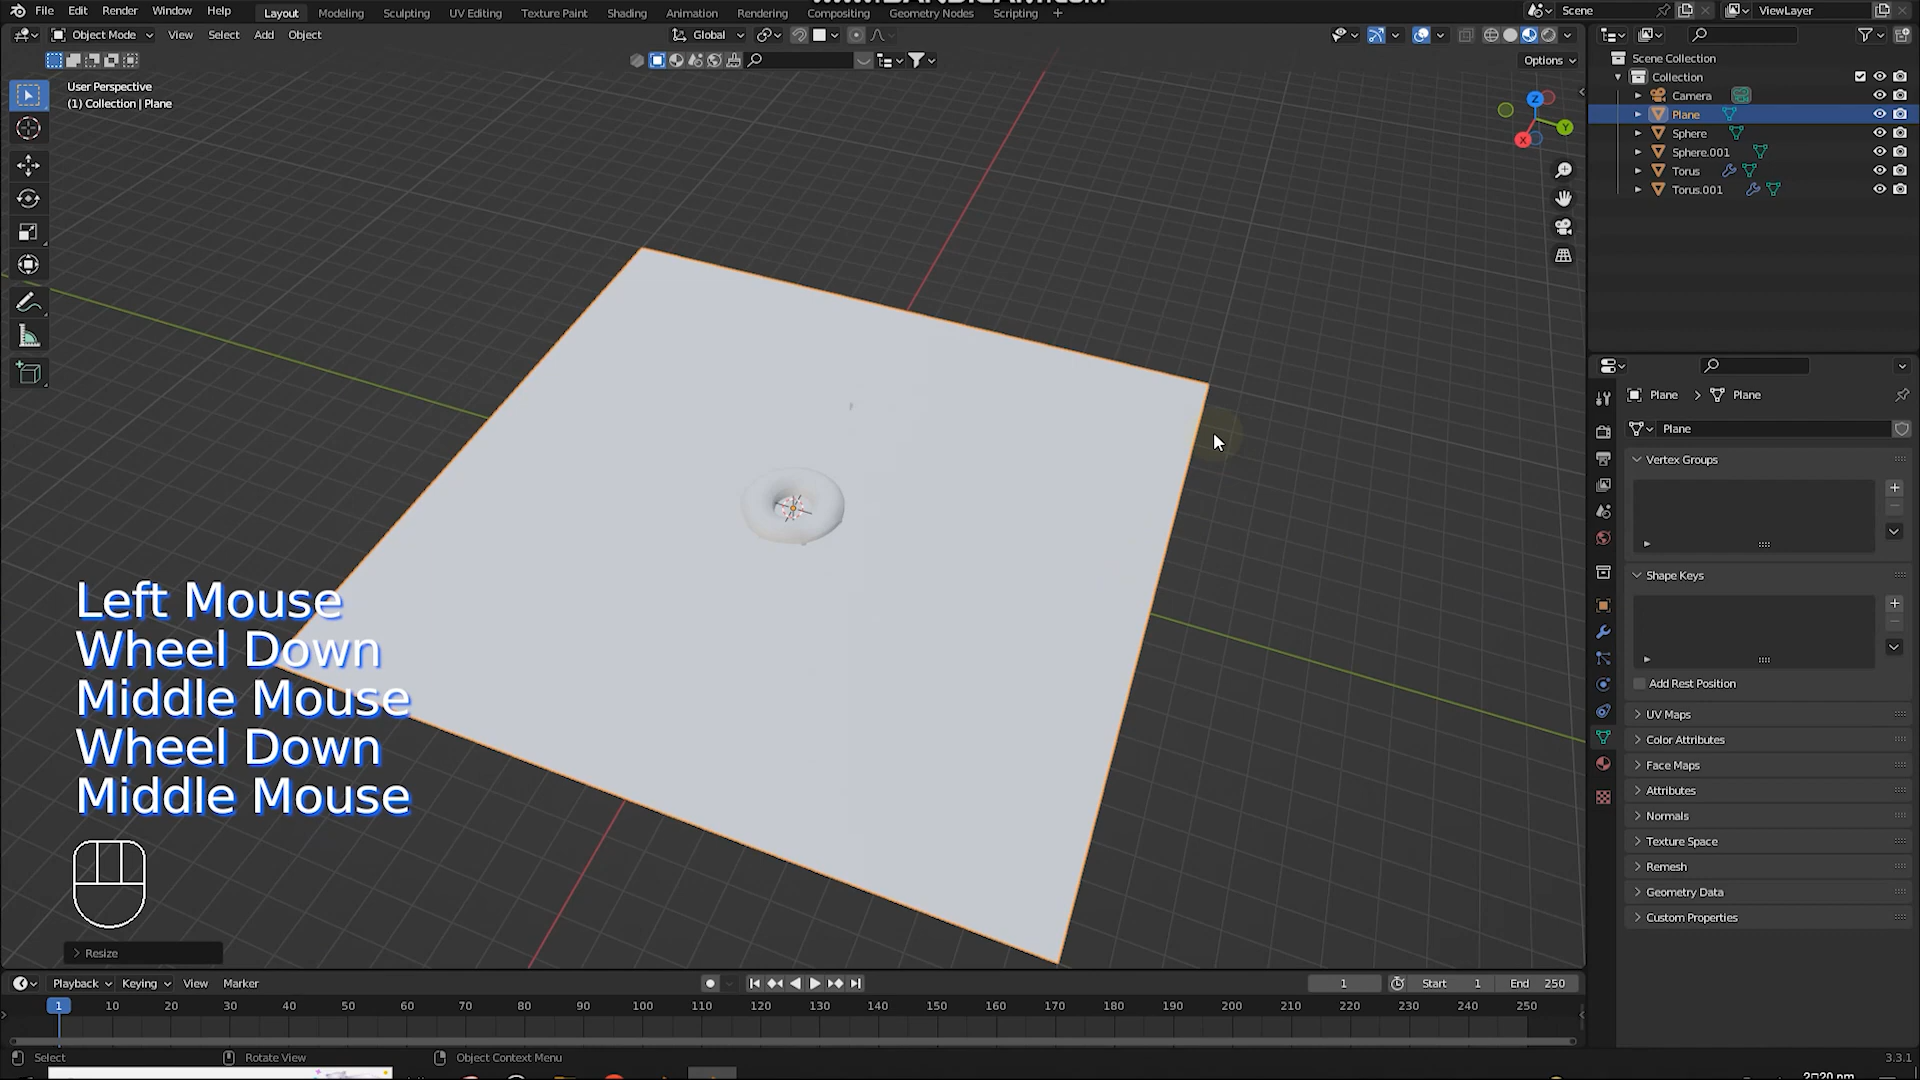 File Edit Render Window Help Layout Modeling Sculpting UV Editing Texture Paint Shading Animation Rendering Compositing Geometry Nodes Scripting + Scene ViewLayer
Object Mode View Select Add Object Global
Options
User Perspective
(1) Collection | Plane
Z
Y
X
Scene Collection
Collection
Camera
Plane
Sphere
Sphere.001
Torus
Torus.001
Plane > Plane
Plane
Vertex Groups
Shape Keys
Add Rest Position
UV Maps
Color Attributes
Face Maps
Attributes
Normals
Texture Space
Remesh
Geometry Data
Custom Properties
Left Mouse
Wheel Down
Middle Mouse
Wheel Down
Middle Mouse
Resize
Playback Keying View Marker 1 Start 1 End 250
1 10 20 30 40 50 60 70 80 90 100 110 120 130 140 150 160 170 180 190 200 210 220 230 240 250
Select Rotate View Object Context Menu 3.3.1